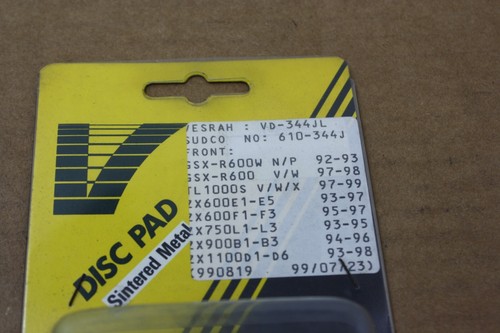 DISC PAD
Sintered Metal
ESRAH : VD-344JL
SUDCO NO: 610-344J
FRONT:
GSX-R600W N/P 92-93
GSX-R600 V/W 97-98
TL1000S V/W/X 97-99
ZX600E1-E5 93-97
ZX600F1-F3 95-97
ZX750L1-L3 93-95
ZX900B1-B3 94-96
ZX1100D1-D6 93-98
(990819 99/07/23)